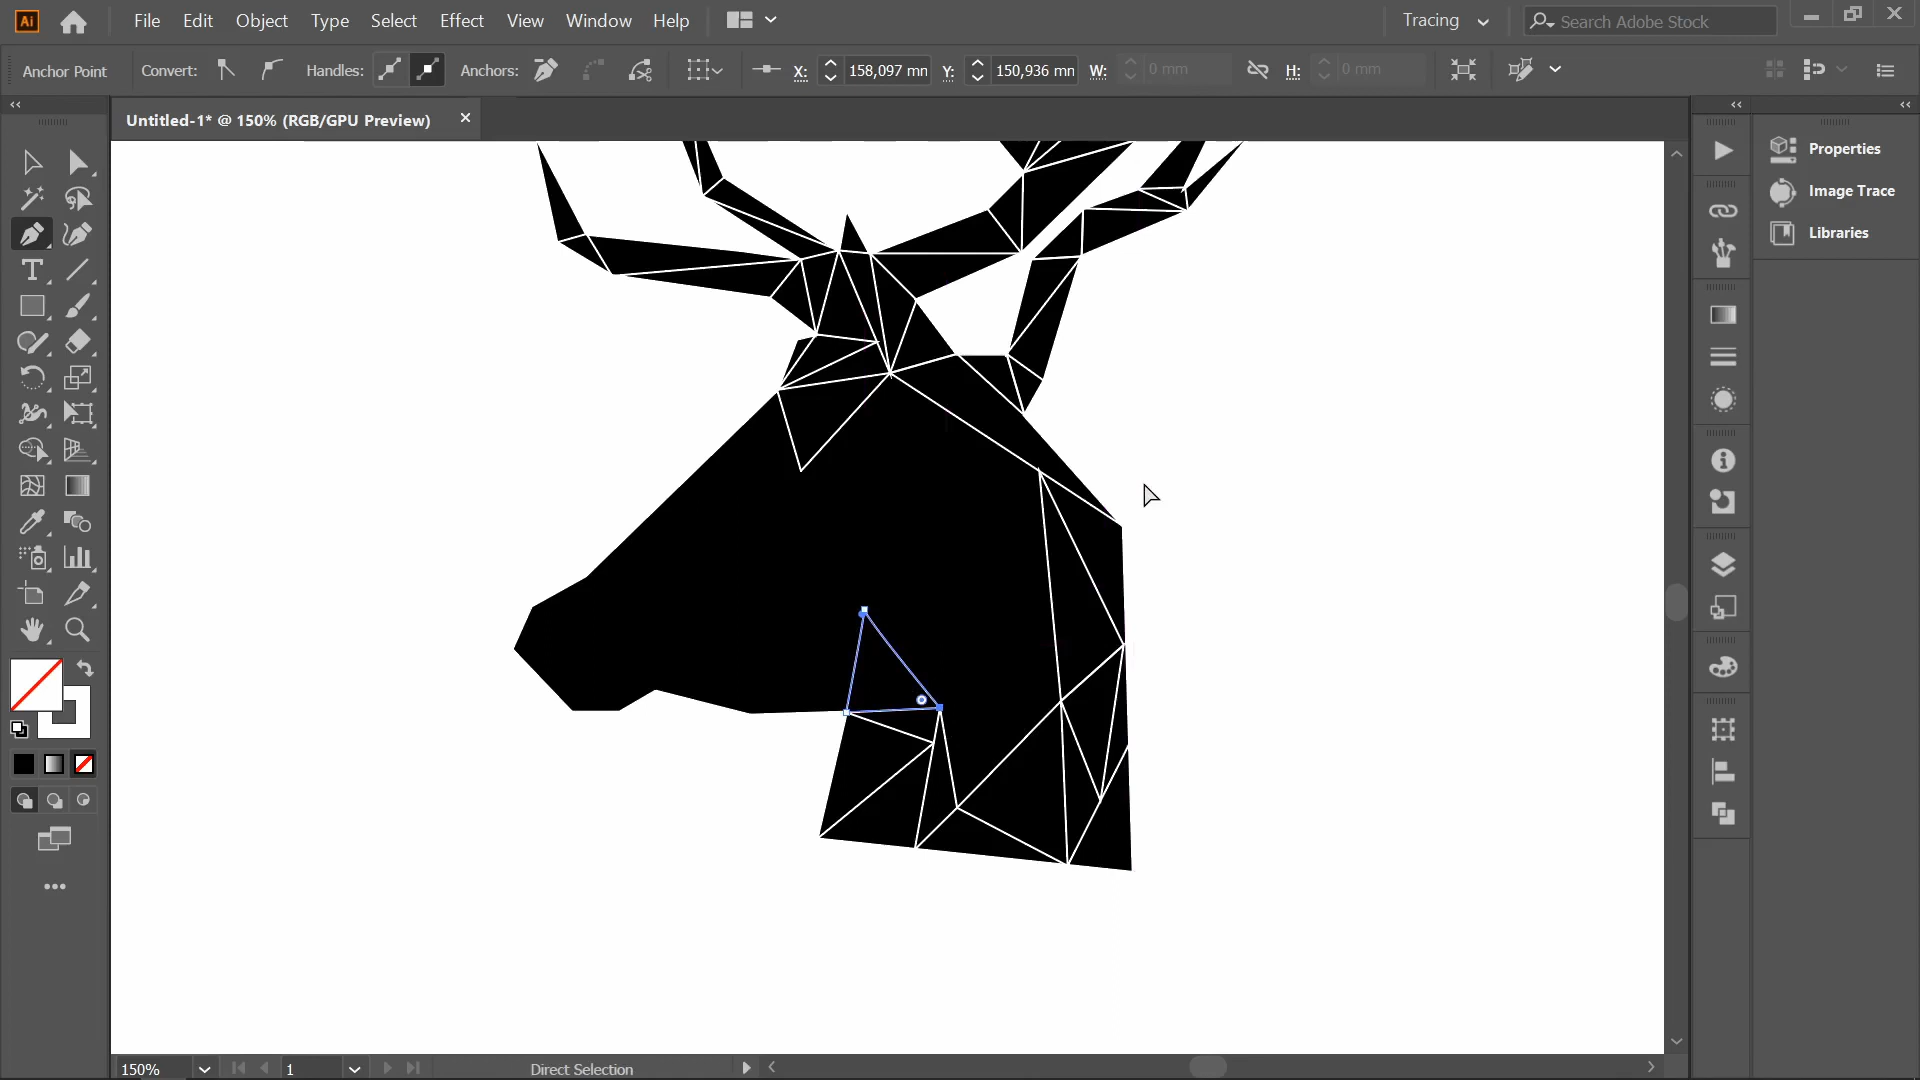 Ai File Edit Object Type Select Effect View Window Help Tracing Search Adobe Stock
Anchor Point Convert: Handles: Anchors: X: 158,097 mm Y: 150,936 mm W: 0 mm H: 0 mm
Untitled-1* @ 150% (RGB/GPU Preview)
Properties
Image Trace
Libraries
150% 1 Direct Selection